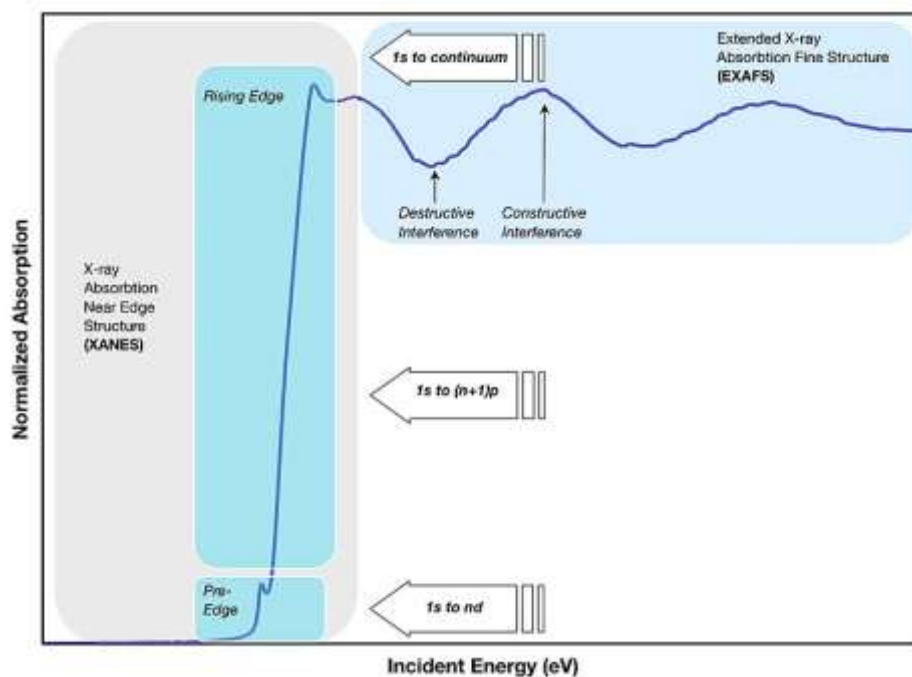 1s to continuum
Extended X-ray
Absorbtion Fine Structure
(EXAFS)
Rising Edge
Destructive
Interference
Constructive
Interference
X-ray
Absorbtion
Near Edge
Structure
(XANES)
1s to (n+1)p
Pre-
Edge
1s to nd
Normalized Absorption
Incident Energy (eV)